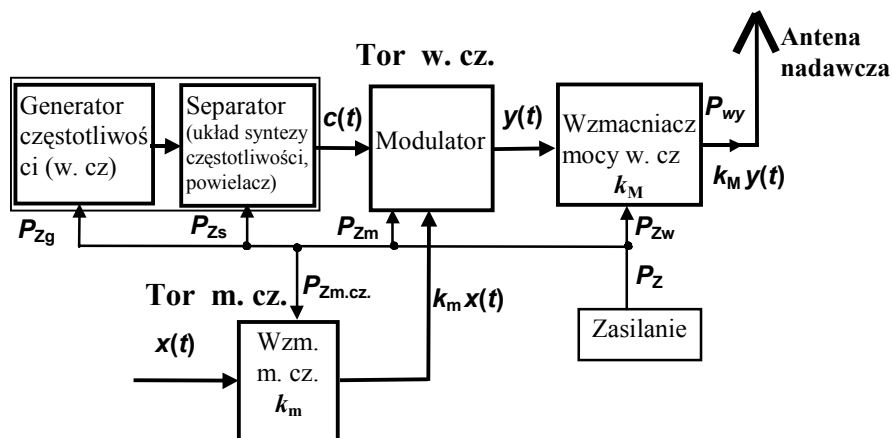 Tor w. cz.
Antena
nadawcza
Generator
częstotliwoś
ci (w. cz)
Separator
(układ syntezy
częstotliwości,
powielacz)
c(t)
Modulator
y(t)
Wzmacniacz
mocy w. cz
kM
Pwy
kM y(t)
PZg
PZs
PZm
PZw
PZ
PZm.cz.
Tor m. cz.
km x(t)
Zasilanie
x(t)
Wzm.
m. cz.
km